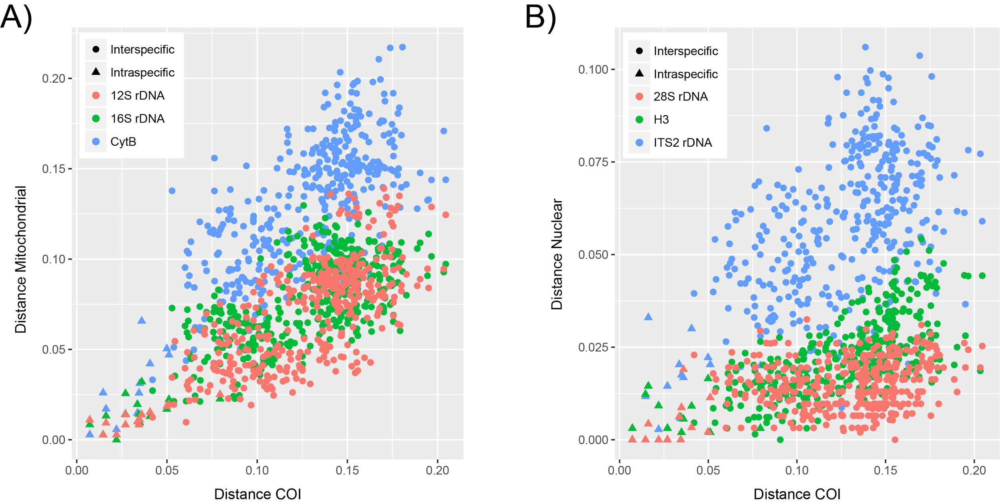 A)
Interspecific
Intraspecific
12S rDNA
16S rDNA
CytB
0.20
0.15
0.10
0.05
0.00
Distance Mitochondrial
0.00 0.05 0.10 0.15 0.20
Distance COI
B)
Interspecific
Intraspecific
28S rDNA
H3
ITS2 rDNA
0.100
0.075
0.050
0.025
0.000
Distance Nuclear
0.00 0.05 0.10 0.15 0.20
Distance COI